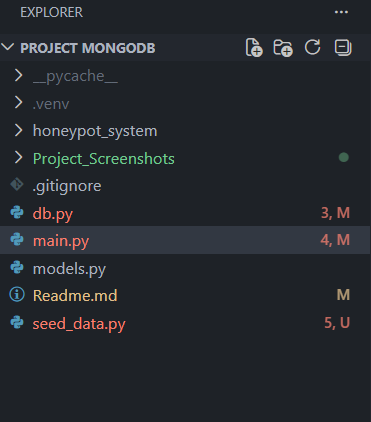 EXPLORER
PROJECT MONGODB
__pycache__
.venv
honeypot_system
Project_Screenshots
.gitignore
db.py 3, M
main.py 4, M
models.py
Readme.md M
seed_data.py 5, U